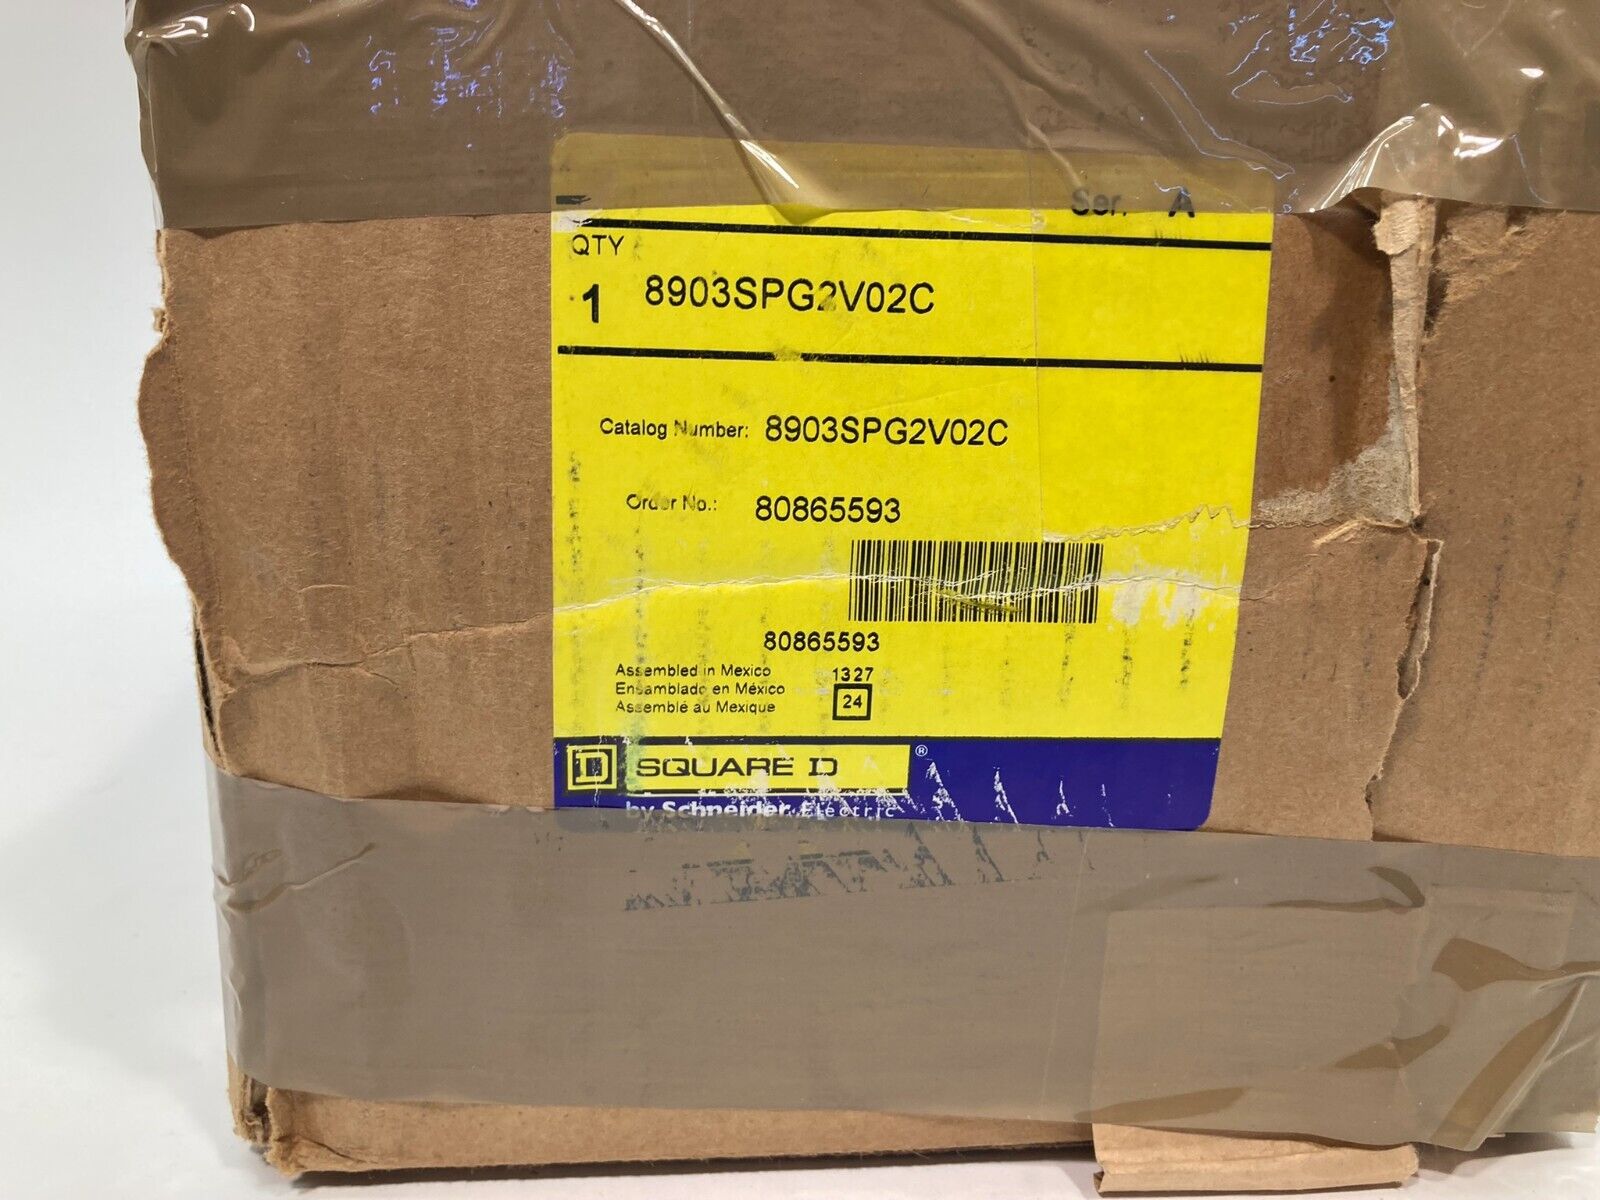 Ser. A
QTY
1 8903SPG2V02C
Catalog Number: 8903SPG2V02C
Order No.: 80865593
80865593
Assembled in Mexico 1327
Ensamblado en México
Assemblé au Mexique 24
D SQUARE D ®
by Schneider Electric